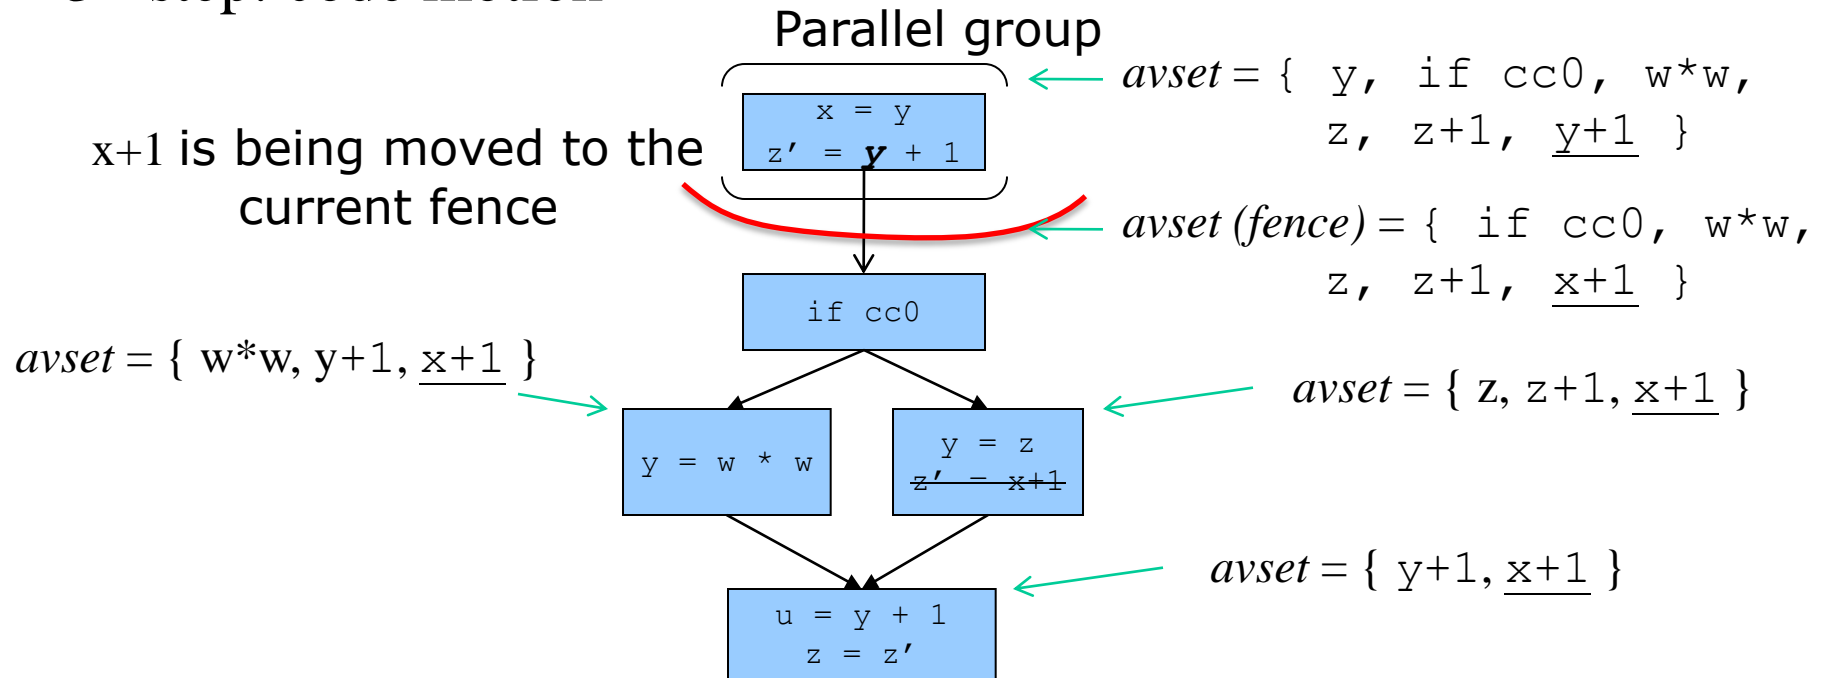 Parallel group
avset = { y, if cc0, w*w,
z, z+1, y+1 }
x = y
z' = y + 1
x+1 is being moved to the
current fence
avset (fence) = { if cc0, w*w,
z, z+1, x+1 }
if cc0
avset = { w*w, y+1, x+1 }
avset = { z, z+1, x+1 }
y = w * w
y = z
z' = x+1
avset = { y+1, x+1 }
u = y + 1
z = z'